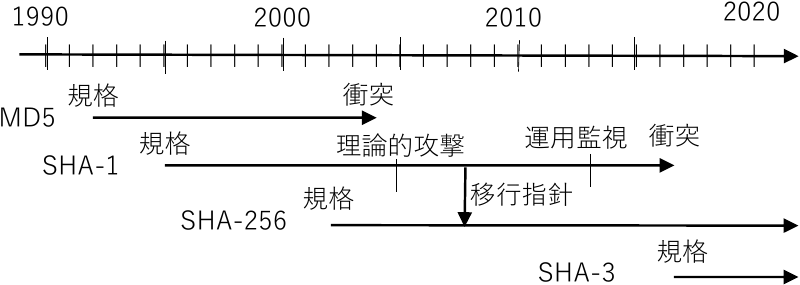 1990 2000 2010 2020
規格 衝突
MD5
規格 理論的攻撃 運用監視 衝突
SHA-1
規格 移行指針
SHA-256
規格
SHA-3